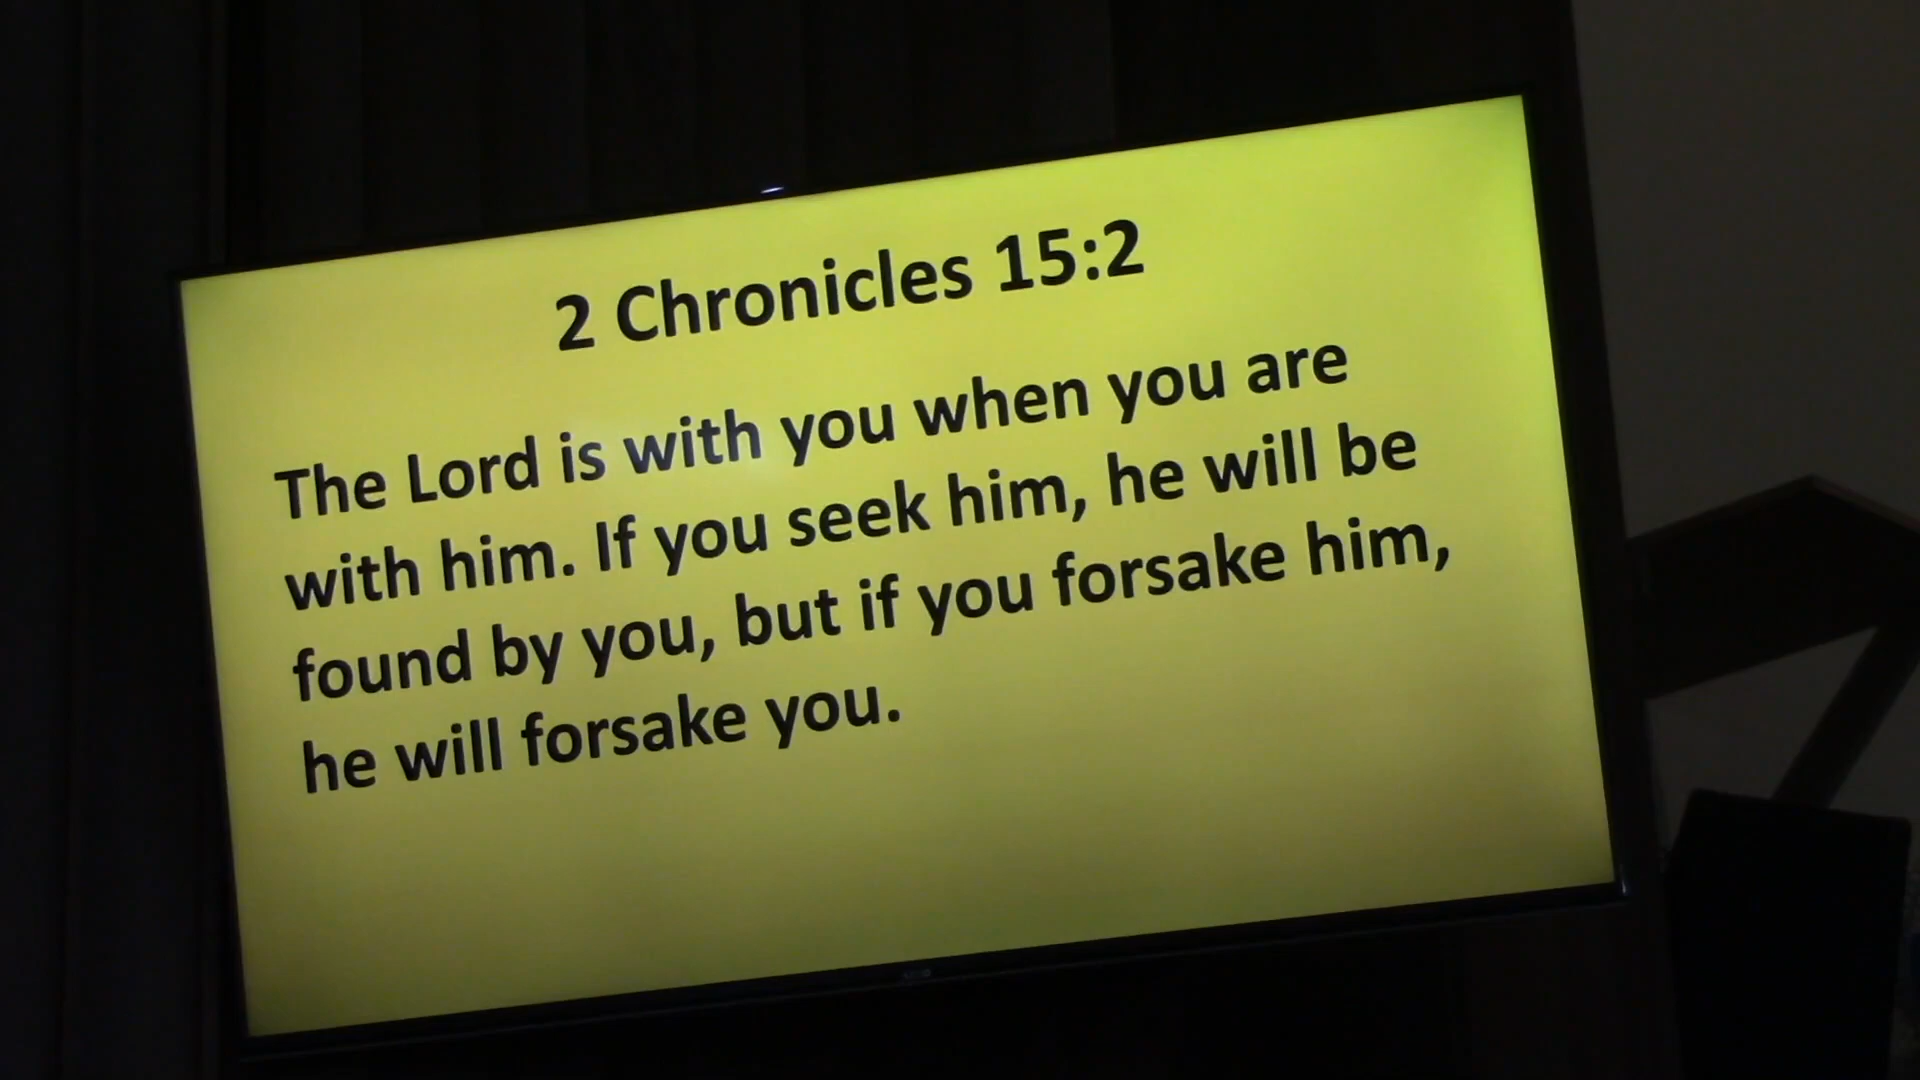 2 Chronicles 15:2
The Lord is with you when you are
with him. If you seek him, he will be
found by you, but if you forsake him,
he will forsake you.